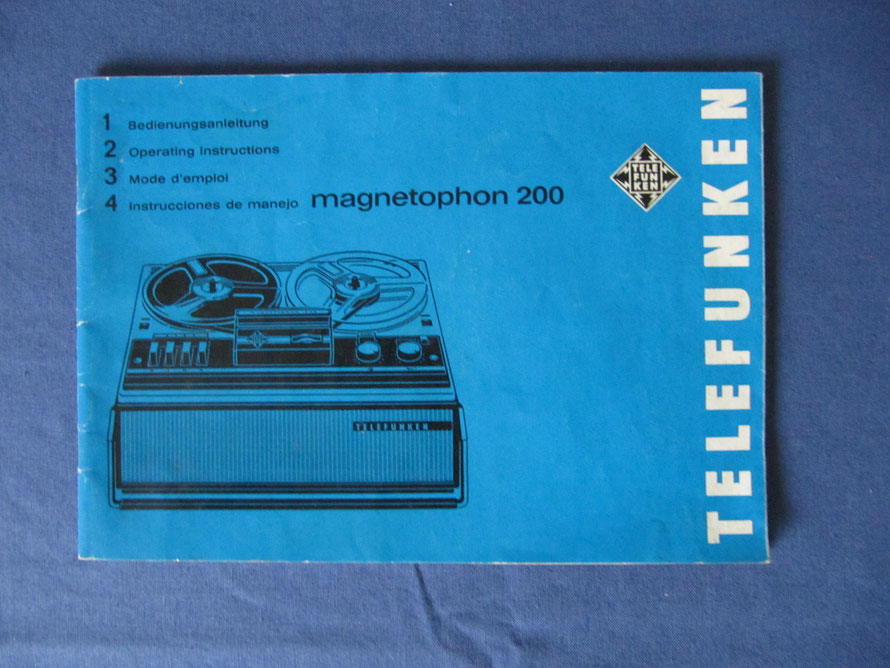 1 Bedienungsanleitung
2 Operating Instructions
3 Mode d'emploi
4 Instrucciones de manejo magnetophon 200
TELE
FUN
KEN
TELEFUNKEN
TELEFUNKEN